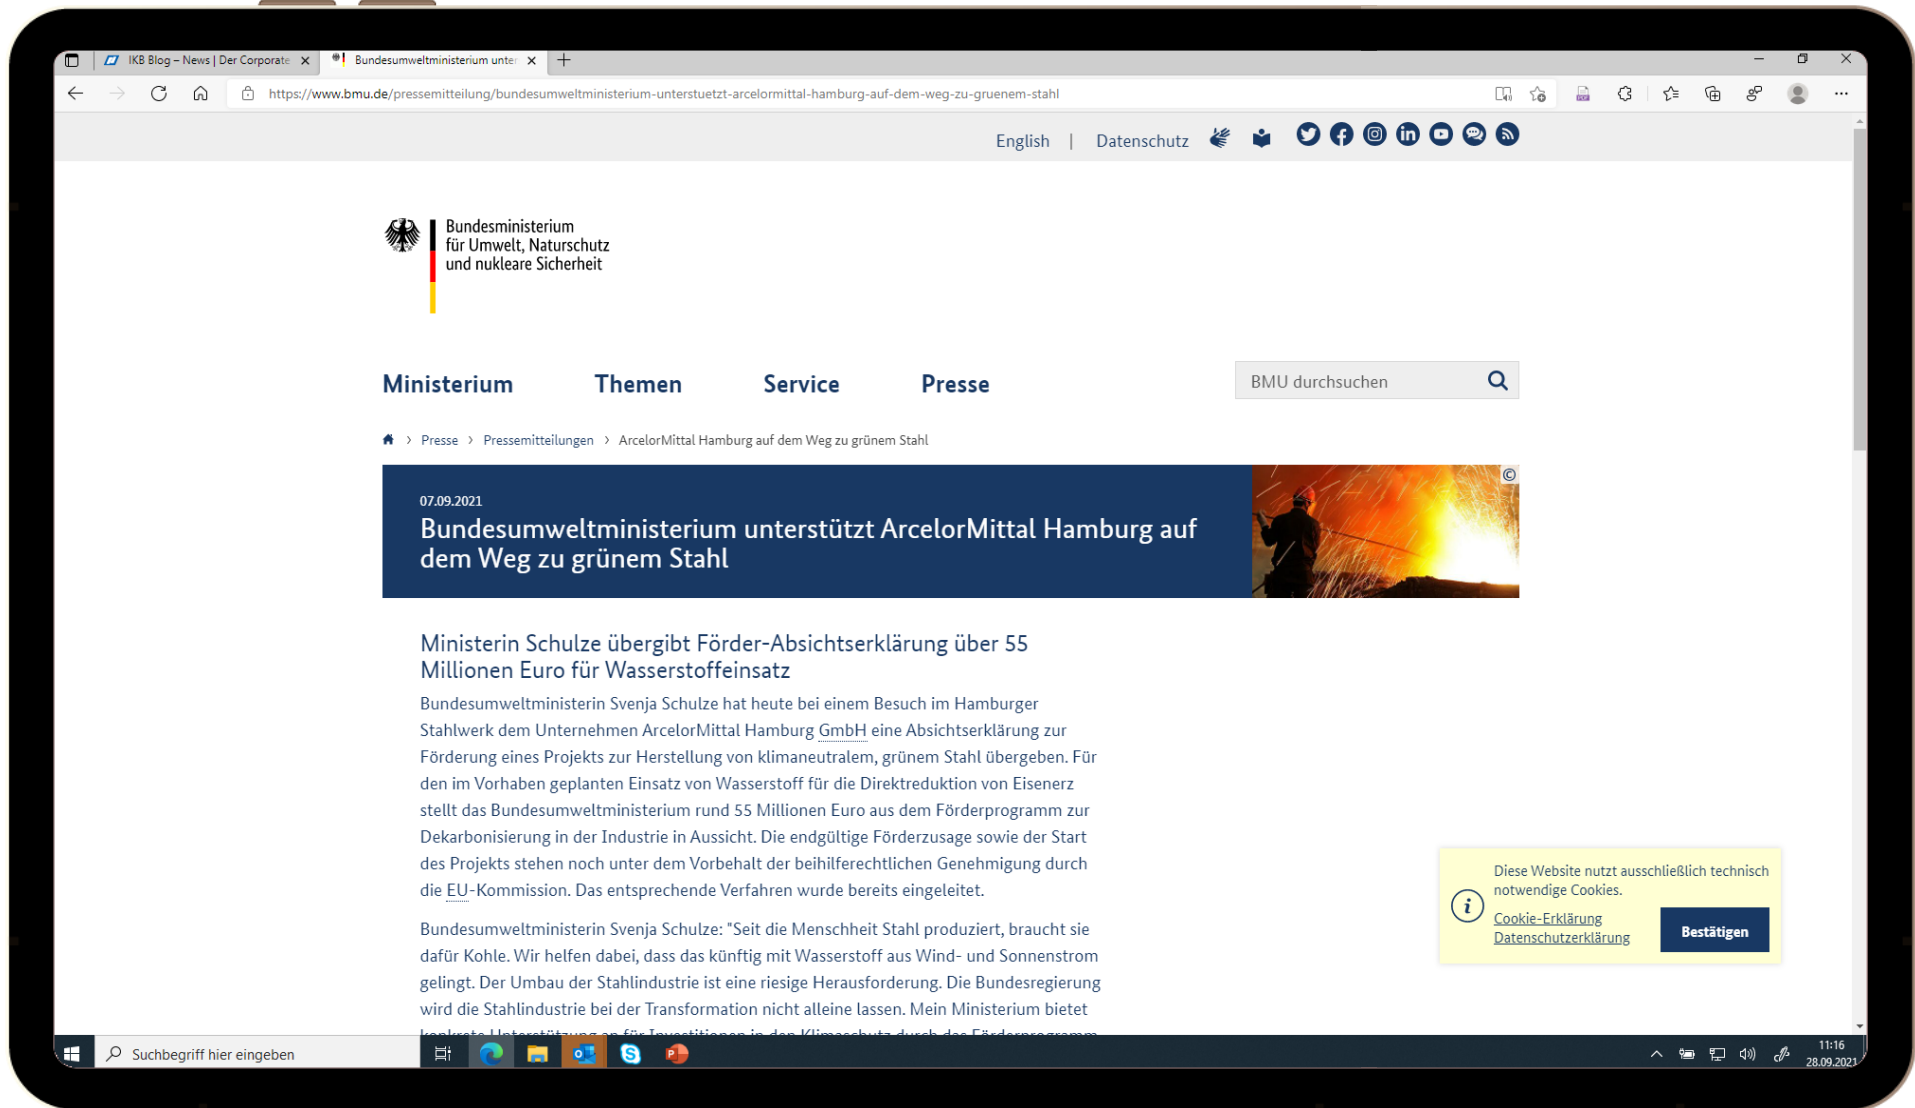 IKB Blog – News | Der Corporate
Bundesumweltministerium unter
https://www.bmu.de/pressemitteilung/bundesumweltministerium-unterstuetzt-arcelormittal-hamburg-auf-dem-weg-zu-gruenem-stahl
English | Datenschutz
Bundesministerium
für Umwelt, Naturschutz
und nukleare Sicherheit
Ministerium Themen Service Presse BMU durchsuchen
> Presse > Pressemitteilungen > ArcelorMittal Hamburg auf dem Weg zu grünem Stahl
©
07.09.2021
Bundesumweltministerium unterstützt ArcelorMittal Hamburg auf
dem Weg zu grünem Stahl
Ministerin Schulze übergibt Förder-Absichtserklärung über 55
Millionen Euro für Wasserstoffeinsatz
Bundesumweltministerin Svenja Schulze hat heute bei einem Besuch im Hamburger
Stahlwerk dem Unternehmen ArcelorMittal Hamburg GmbH eine Absichtserklärung zur
Förderung eines Projekts zur Herstellung von klimaneutralem, grünem Stahl übergeben. Für
den im Vorhaben geplanten Einsatz von Wasserstoff für die Direktreduktion von Eisenerz
stellt das Bundesumweltministerium rund 55 Millionen Euro aus dem Förderprogramm zur
Dekarbonisierung in der Industrie in Aussicht. Die endgültige Förderzusage sowie der Start
des Projekts stehen noch unter dem Vorbehalt der beihilferechtlichen Genehmigung durch
die EU-Kommission. Das entsprechende Verfahren wurde bereits eingeleitet.
Bundesumweltministerin Svenja Schulze: "Seit die Menschheit Stahl produziert, braucht sie
dafür Kohle. Wir helfen dabei, dass das künftig mit Wasserstoff aus Wind- und Sonnenstrom
gelingt. Der Umbau der Stahlindustrie ist eine riesige Herausforderung. Die Bundesregierung
wird die Stahlindustrie bei der Transformation nicht alleine lassen. Mein Ministerium bietet
konkrete Unterstützung an für Investitionen in den Klimaschutz durch das Förderprogramm
Diese Website nutzt ausschließlich technisch
notwendige Cookies.
Cookie-Erklärung
Datenschutzerklärung
Bestätigen
Suchbegriff hier eingeben
11:16
28.09.2021